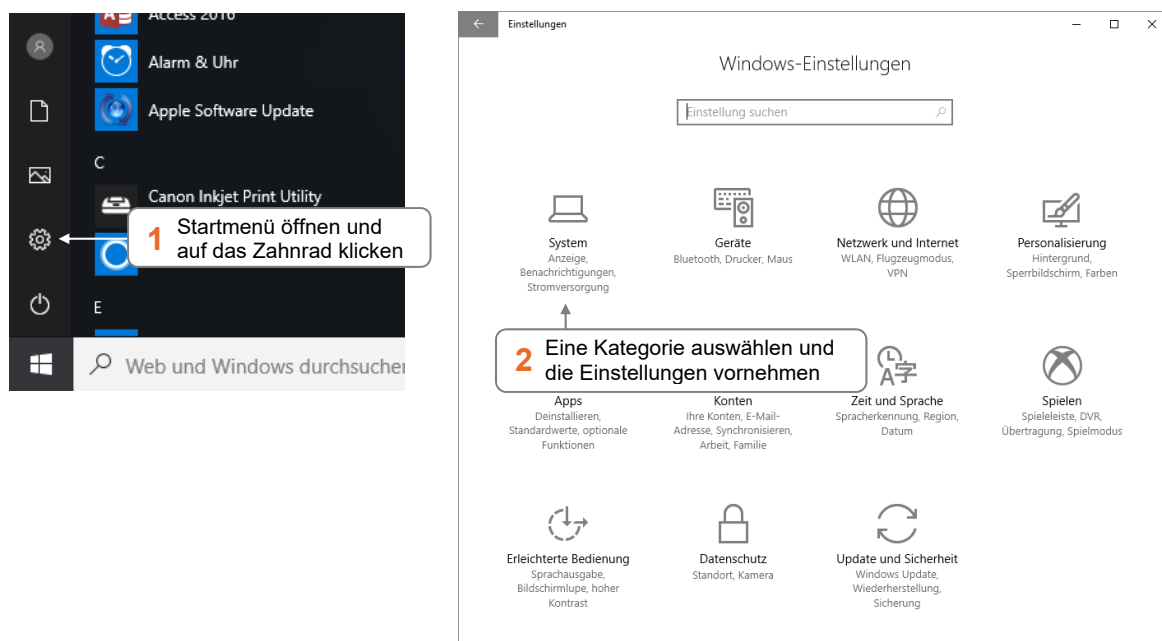 Access 2016
Alarm & Uhr
Apple Software Update
C
Canon Inkjet Print Utility
1 Startmenü öffnen und
auf das Zahnrad klicken
E
Web und Windows durchsuchen
Einstellungen
Windows-Einstellungen
Einstellung suchen
System
Anzeige,
Benachrichtigungen,
Stromversorgung
Geräte
Bluetooth, Drucker, Maus
Netzwerk und Internet
WLAN, Flugzeugmodus,
VPN
Personalisierung
Hintergrund,
Sperrbildschirm, Farben
2 Eine Kategorie auswählen und
die Einstellungen vornehmen
Apps
Deinstallieren,
Standardwerte, optionale
Funktionen
Konten
Ihre Konten, E-Mail-
Adresse, Synchronisieren,
Arbeit, Familie
Zeit und Sprache
Spracherkennung, Region,
Datum
Spielen
Spieleleiste, DVR,
Übertragung, Spielmodus
Erleichterte Bedienung
Sprachausgabe,
Bildschirmlupe, hoher
Kontrast
Datenschutz
Standort, Kamera
Update und Sicherheit
Windows Update,
Wiederherstellung,
Sicherung